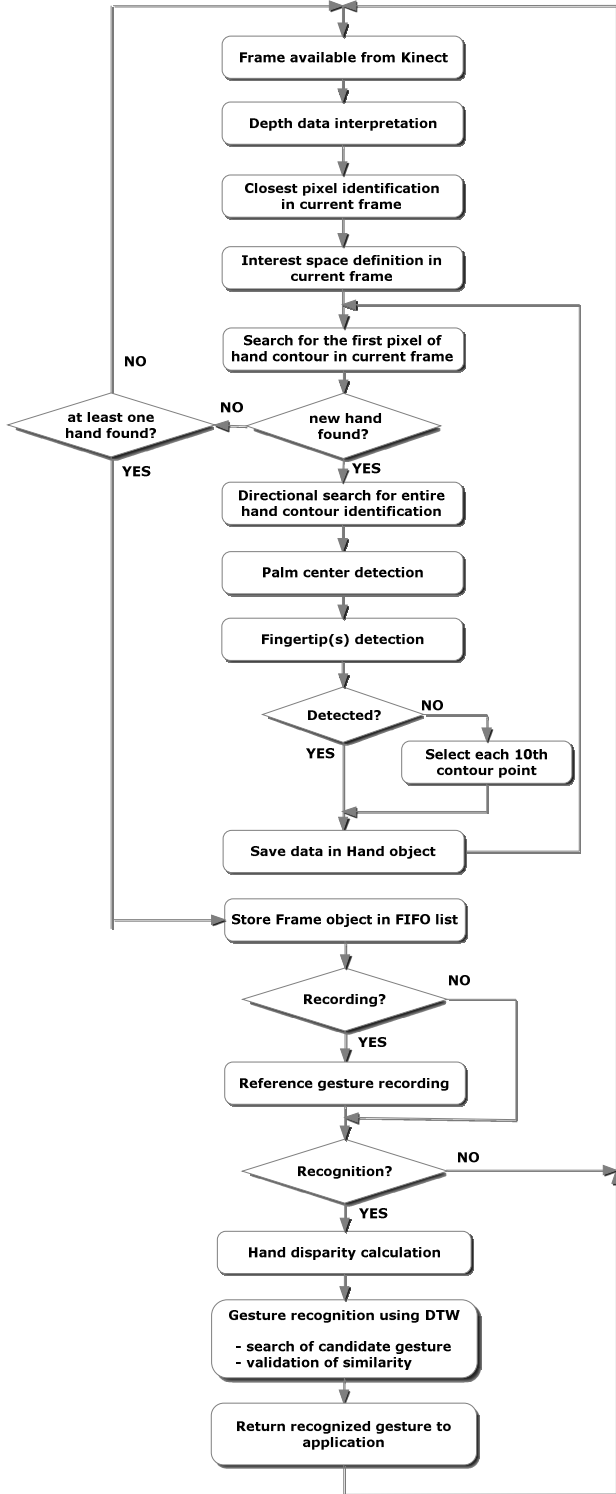 Frame available from Kinect
Depth data interpretation
Closest pixel identification
in current frame
Interest space definition in
current frame
Search for the first pixel of
hand contour in current frame
NO
at least one
hand found?
NO
new hand
found?
YES
YES
Directional search for entire
hand contour identification
Palm center detection
Fingertip(s) detection
Detected?
NO
YES
Select each 10th
contour point
Save data in Hand object
Store Frame object in FIFO list
Recording?
NO
YES
Reference gesture recording
Recognition?
NO
YES
Hand disparity calculation
Gesture recognition using DTW
- search of candidate gesture
- validation of similarity
Return recognized gesture to
application